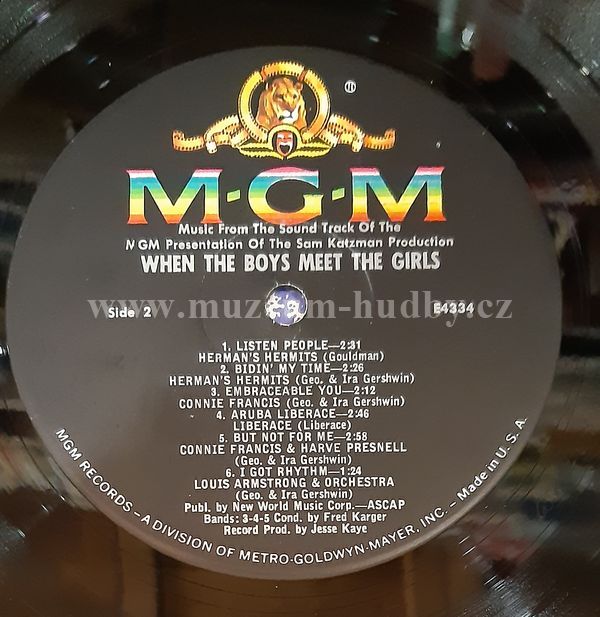 M-G-M
Music From The Sound Track Of The
MGM Presentation Of The Sam Katzman Production
WHEN THE BOYS MEET THE GIRLS
www.muzeum-hudby.cz
Side 2
E4334
1. LISTEN PEOPLE—2:31
HERMAN'S HERMITS (Gouldman)
2. BIDIN' MY TIME—2:26
HERMAN'S HERMITS (Geo. & Ira Gershwin)
3. EMBRACEABLE YOU—2:12
CONNIE FRANCIS (Geo. & Ira Gershwin)
4. ARUBA LIBERACE—2:46
LIBERACE (Liberace)
5. BUT NOT FOR ME—2:58
CONNIE FRANCIS & HARVE PRESNELL
(Geo. & Ira Gershwin)
6. I GOT RHYTHM—1:24
LOUIS ARMSTRONG & ORCHESTRA
(Geo. & Ira Gershwin)
Publ. by New World Music Corp.—ASCAP
Bands: 3-4-5 Cond. by Fred Karger
Record Prod. by Jesse Kaye
MGM RECORDS – A DIVISION OF METRO-GOLDWYN-MAYER, INC. – Made in U. S. A.